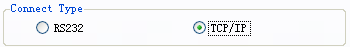 Connect Type
RS232 TCP/IP